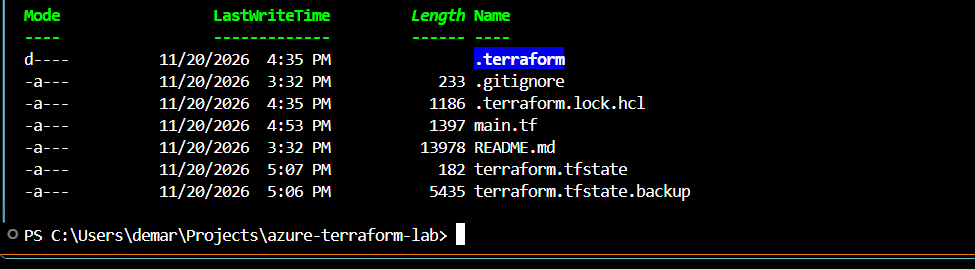 Mode LastWriteTime Length Name
---- ------------- ------ ----
d---- 11/20/2026 4:35 PM .terraform
-a--- 11/20/2026 3:32 PM 233 .gitignore
-a--- 11/20/2026 4:35 PM 1186 .terraform.lock.hcl
-a--- 11/20/2026 4:53 PM 1397 main.tf
-a--- 11/20/2026 3:32 PM 13978 README.md
-a--- 11/20/2026 5:07 PM 182 terraform.tfstate
-a--- 11/20/2026 5:06 PM 5435 terraform.tfstate.backup
PS C:\Users\demar\Projects\azure-terraform-lab>